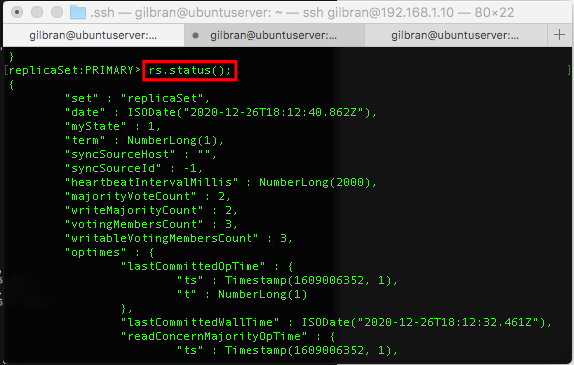 .ssh — gilbran@ubuntuserver: ~ — ssh gilbran@192.168.1.10 — 80×22
gilbran@ubuntuserver:... gilbran@ubuntuserver:... gilbran@ubuntuserver:... +
}
[replicaSet:PRIMARY> rs.status(); ]
{
"set" : "replicaSet",
"date" : ISODate("2020-12-26T18:12:40.862Z"),
"myState" : 1,
"term" : NumberLong(1),
"syncSourceHost" : "",
"syncSourceId" : -1,
"heartbeatIntervalMillis" : NumberLong(2000),
"majorityVoteCount" : 2,
"writeMajorityCount" : 2,
"votingMembersCount" : 3,
"writableVotingMembersCount" : 3,
"optimes" : {
"lastCommittedOpTime" : {
"ts" : Timestamp(1609006352, 1),
"t" : NumberLong(1)
},
"lastCommittedWallTime" : ISODate("2020-12-26T18:12:32.461Z"),
"readConcernMajorityOpTime" : {
"ts" : Timestamp(1609006352, 1),